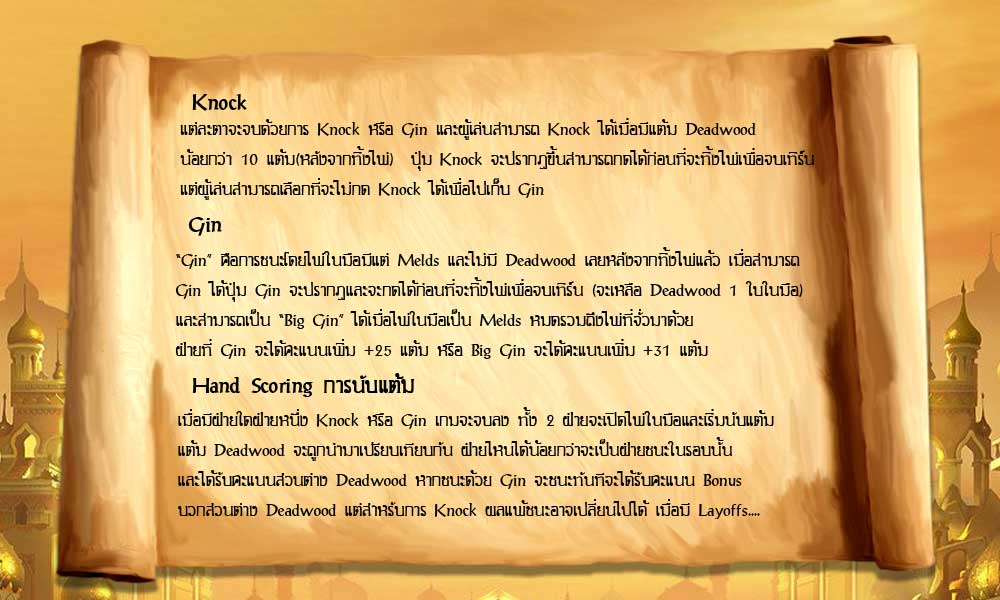 Knock
แต่ละตาจะจบด้วยการ Knock หรือ Gin และผู้เล่นสามารถ Knock ได้เมื่อมีแต้ม Deadwood
น้อยกว่า 10 แต้ม(หลังจากทิ้งไพ่) ปุ่ม Knock จะปรากฏขึ้นสามารถกดได้ก่อนที่จะทิ้งไพ่เพื่อจบเทิร์น
แต่ผู้เล่นสามารถเลือกที่จะไม่กด Knock ได้เพื่อไปเก็บ Gin
Gin
"Gin" คือการชนะโดยไพ่ในมือมีแต่ Melds และไม่มี Deadwood เลยหลังจากทิ้งไพ่แล้ว เมื่อสามารถ
Gin ได้ปุ่ม Gin จะปรากฏและจะกดได้ก่อนที่จะทิ้งไพ่เพื่อจบเทิร์น (จะเหลือ Deadwood 1 ใบในมือ)
และสามารถเป็น "Big Gin" ได้เมื่อไพ่ในมือเป็น Melds หมดรวมถึงไพ่ที่จั่วมาด้วย
ฝ่ายที่ Gin จะได้คะแนนเพิ่ม +25 แต้ม หรือ Big Gin จะได้คะแนนเพิ่ม +31 แต้ม
Hand Scoring การนับแต้ม
เมื่อมีฝ่ายใดฝ่ายหนึ่ง Knock หรือ Gin เกมจะจบลง ทั้ง 2 ฝ่ายจะเปิดไพ่ในมือและเริ่มนับแต้ม
แต้ม Deadwood จะถูกนำมาเปรียบเทียบกัน ฝ่ายไหนได้น้อยกว่าจะเป็นฝ่ายชนะในรอบนั้น
และได้รับคะแนนส่วนต่าง Deadwood หากชนะด้วย Gin จะชนะทันทีจะได้รับคะแนน Bonus
บวกส่วนต่าง Deadwood แต่สำหรับการ Knock ผลแพ้ชนะอาจเปลี่ยนไปได้ เมื่อมี Layoffs....